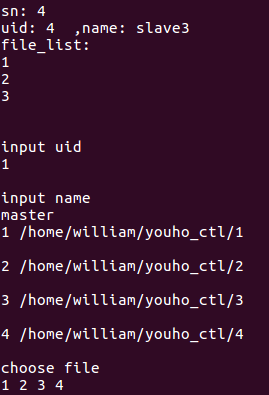 sn: 4
uid: 4  ,name: slave3
file_list:
1
2
3
input uid
1
input name
master
1 /home/william/youho_ctl/1
2 /home/william/youho_ctl/2
3 /home/william/youho_ctl/3
4 /home/william/youho_ctl/4
choose file
1 2 3 4